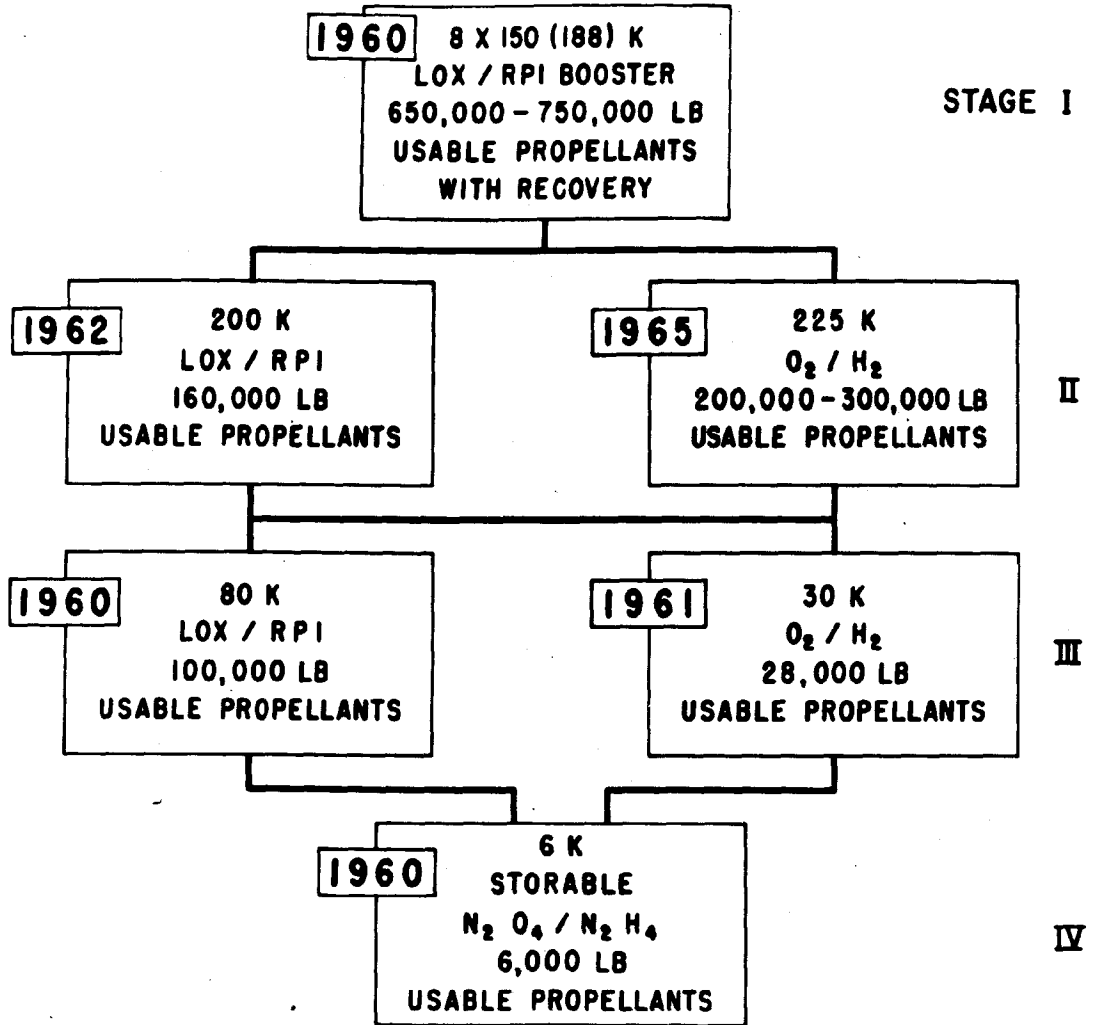 1960
8 X 150 (188) K
LOX / RPI BOOSTER
650,000 – 750,000 LB
USABLE PROPELLANTS
WITH RECOVERY
STAGE I
1962
200 K
LOX / RPI
160,000 LB
USABLE PROPELLANTS
1965
225 K
O₂ / H₂
200,000 – 300,000 LB
USABLE PROPELLANTS
II
1960
80 K
LOX / RPI
100,000 LB
USABLE PROPELLANTS
1961
30 K
O₂ / H₂
28,000 LB
USABLE PROPELLANTS
III
1960
6 K
STORABLE
N₂ O₄ / N₂ H₄
6,000 LB
USABLE PROPELLANTS
IV